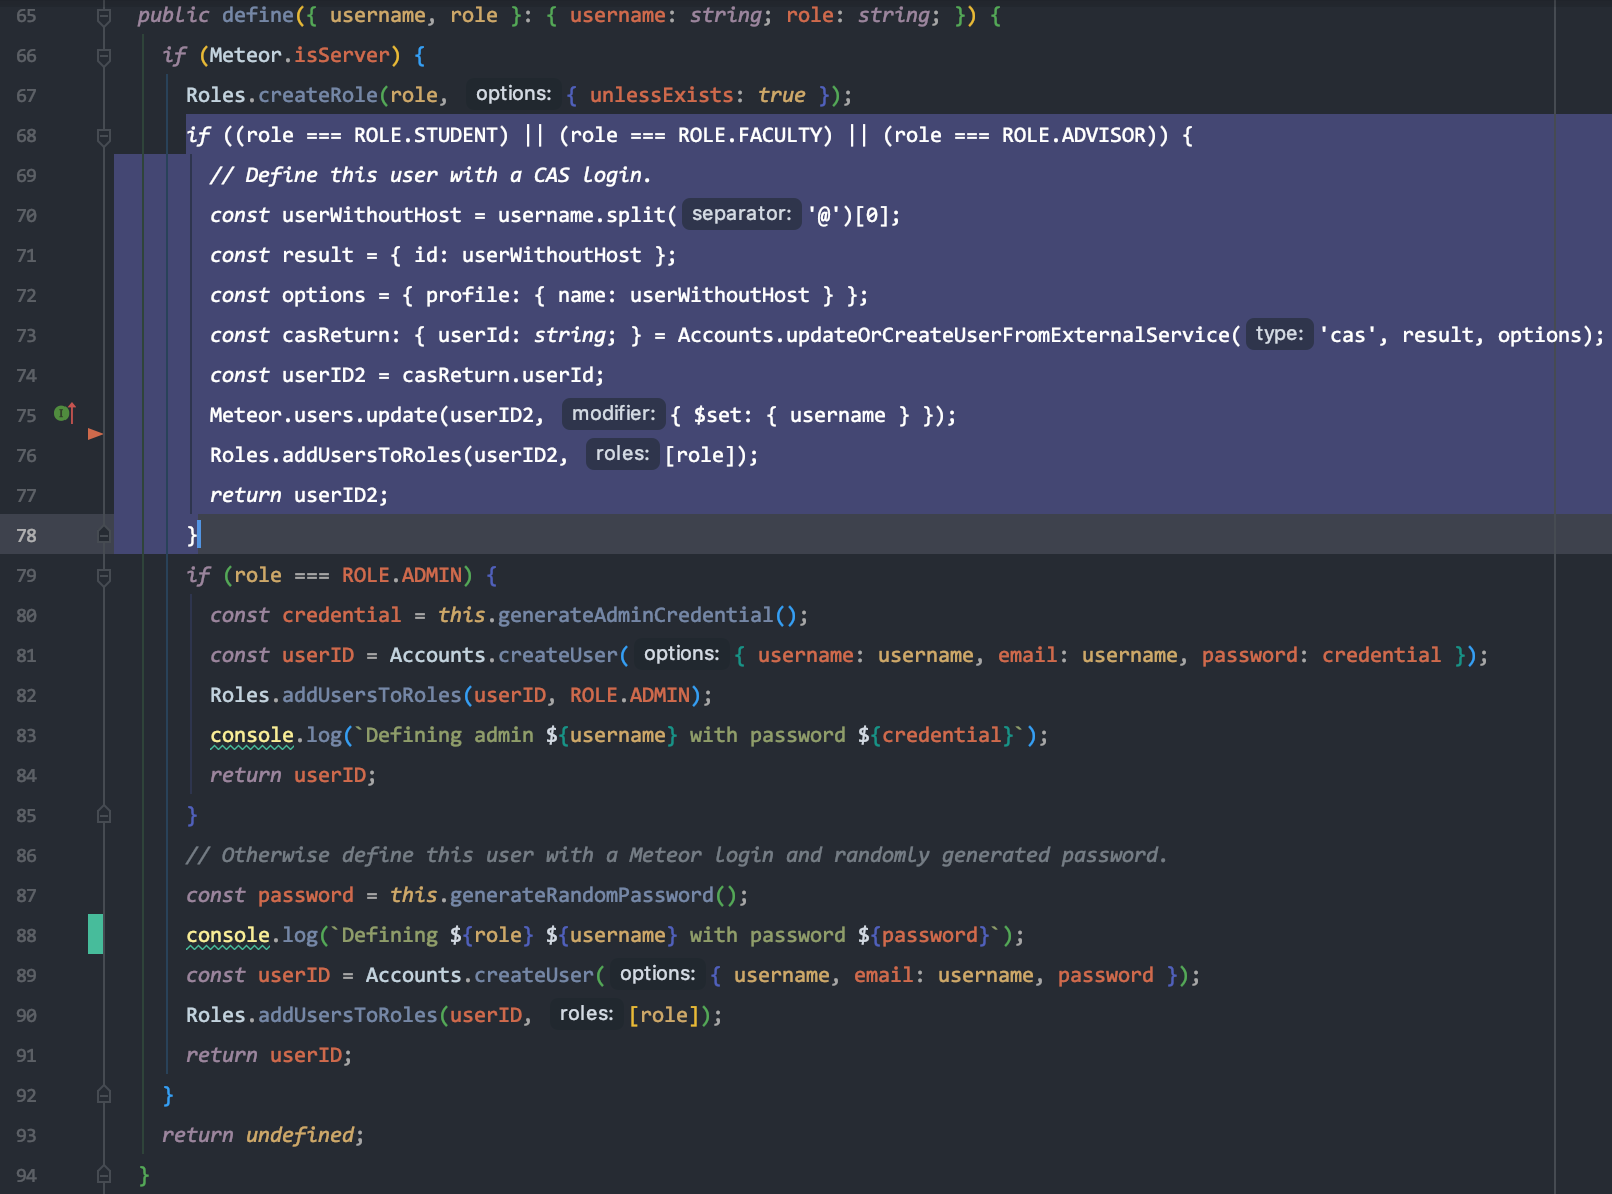 65 public define({ username, role }: { username: string; role: string; }) {
66 if (Meteor.isServer) {
67 Roles.createRole(role, options: { unlessExists: true });
68 if ((role === ROLE.STUDENT) || (role === ROLE.FACULTY) || (role === ROLE.ADVISOR)) {
69 // Define this user with a CAS login.
70 const userWithoutHost = username.split( separator: '@')[0];
71 const result = { id: userWithoutHost };
72 const options = { profile: { name: userWithoutHost } };
73 const casReturn: { userId: string; } = Accounts.updateOrCreateUserFromExternalService( type: 'cas', result, options);
74 const userID2 = casReturn.userId;
75 Meteor.users.update(userID2, modifier: { $set: { username } });
76 Roles.addUsersToRoles(userID2, roles: [role]);
77 return userID2;
78 }
79 if (role === ROLE.ADMIN) {
80 const credential = this.generateAdminCredential();
81 const userID = Accounts.createUser( options: { username: username, email: username, password: credential });
82 Roles.addUsersToRoles(userID, ROLE.ADMIN);
83 console.log(`Defining admin ${username} with password ${credential}`);
84 return userID;
85 }
86 // Otherwise define this user with a Meteor login and randomly generated password.
87 const password = this.generateRandomPassword();
88 console.log(`Defining ${role} ${username} with password ${password}`);
89 const userID = Accounts.createUser( options: { username, email: username, password });
90 Roles.addUsersToRoles(userID, roles: [role]);
91 return userID;
92 }
93 return undefined;
94 }